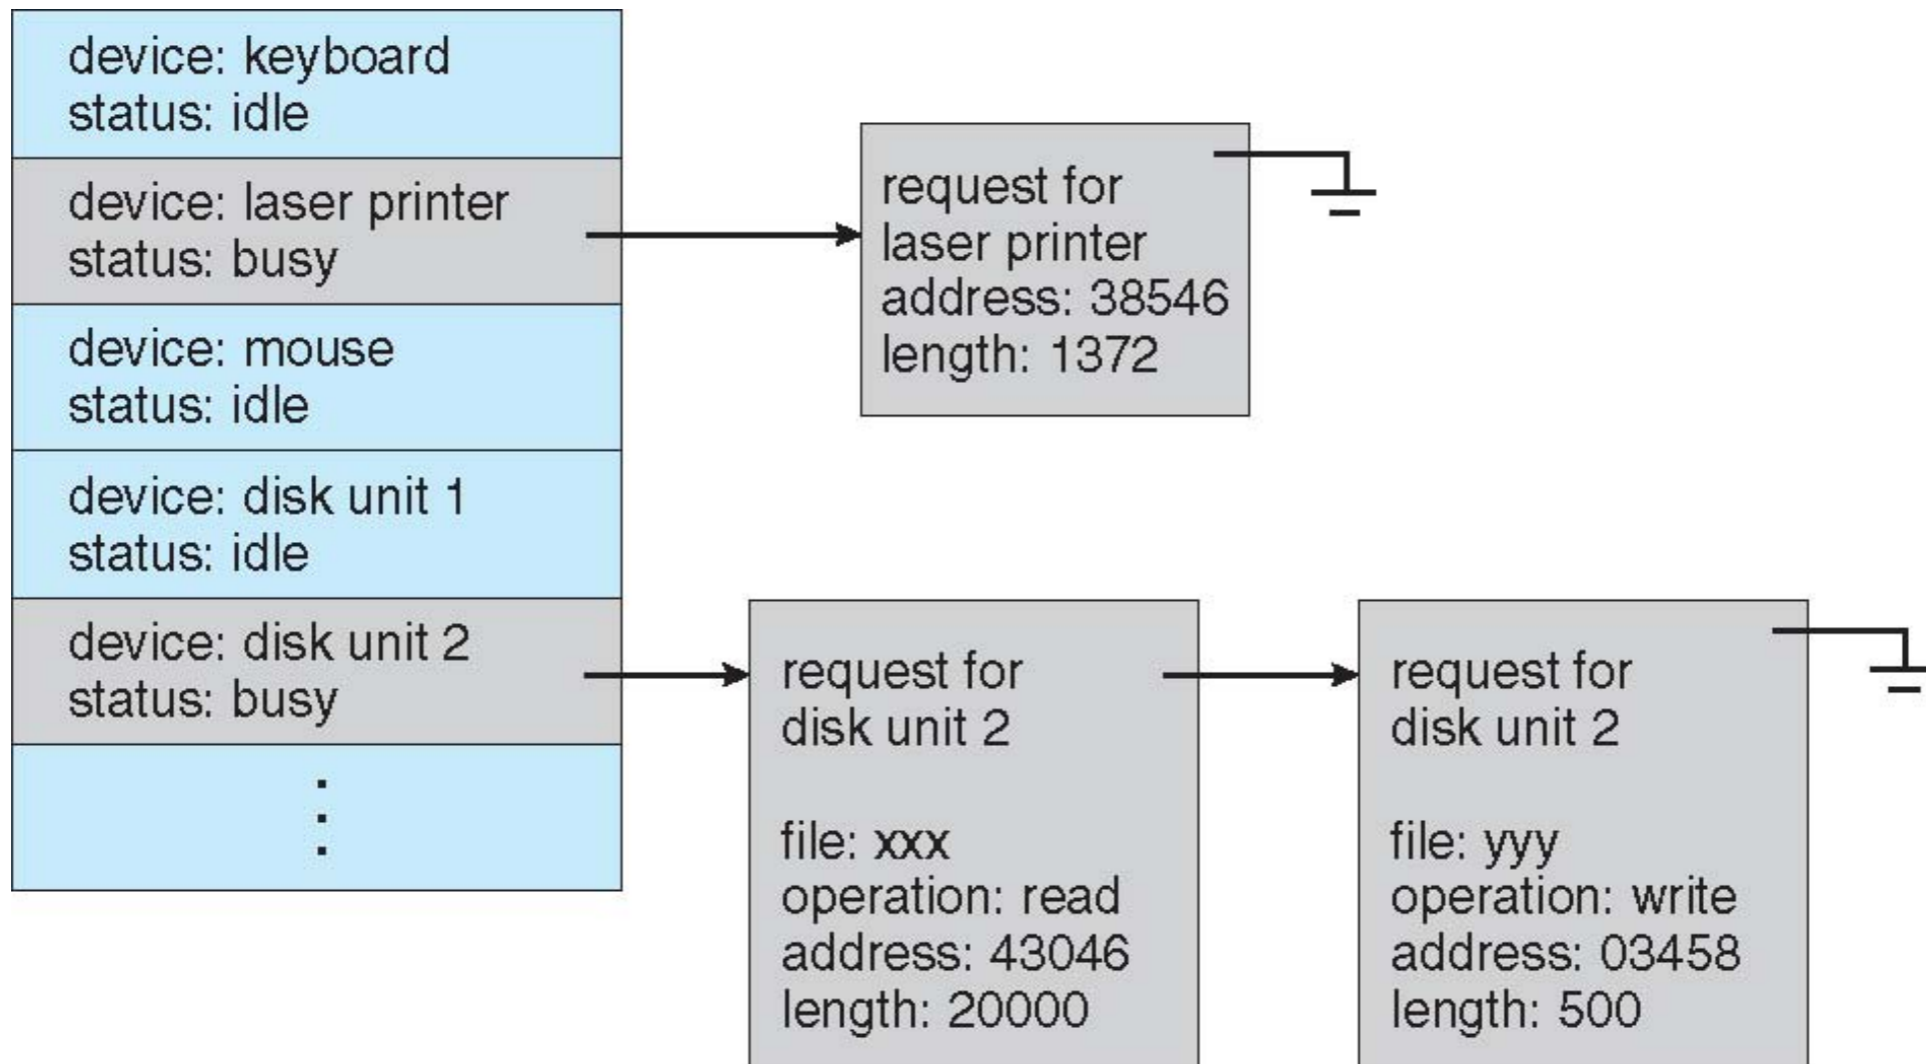 device: keyboard
status: idle
device: laser printer
status: busy
device: mouse
status: idle
device: disk unit 1
status: idle
device: disk unit 2
status: busy
request for
laser printer
address: 38546
length: 1372
request for
disk unit 2
file: xxx
operation: read
address: 43046
length: 20000
request for
disk unit 2
file: yyy
operation: write
address: 03458
length: 500